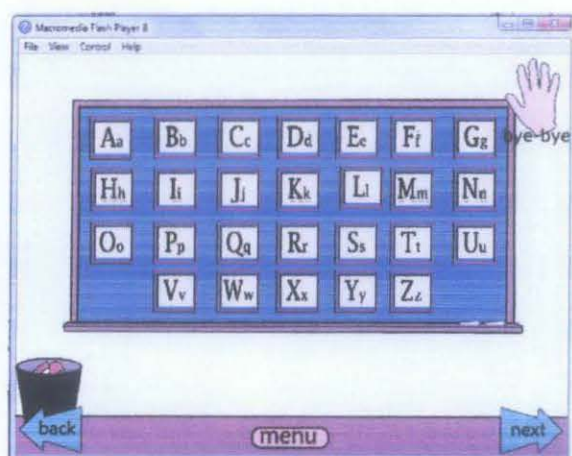 Macromedia Flash Player 8
File View Control Help
bye-bye
Aa Bb Cc Dd Ee Ff Gg
Hh Ii Jj Kk Ll Mm Nn
Oo Pp Qq Rr Ss Tt Uu
Vv Ww Xx Yy Zz
back menu next